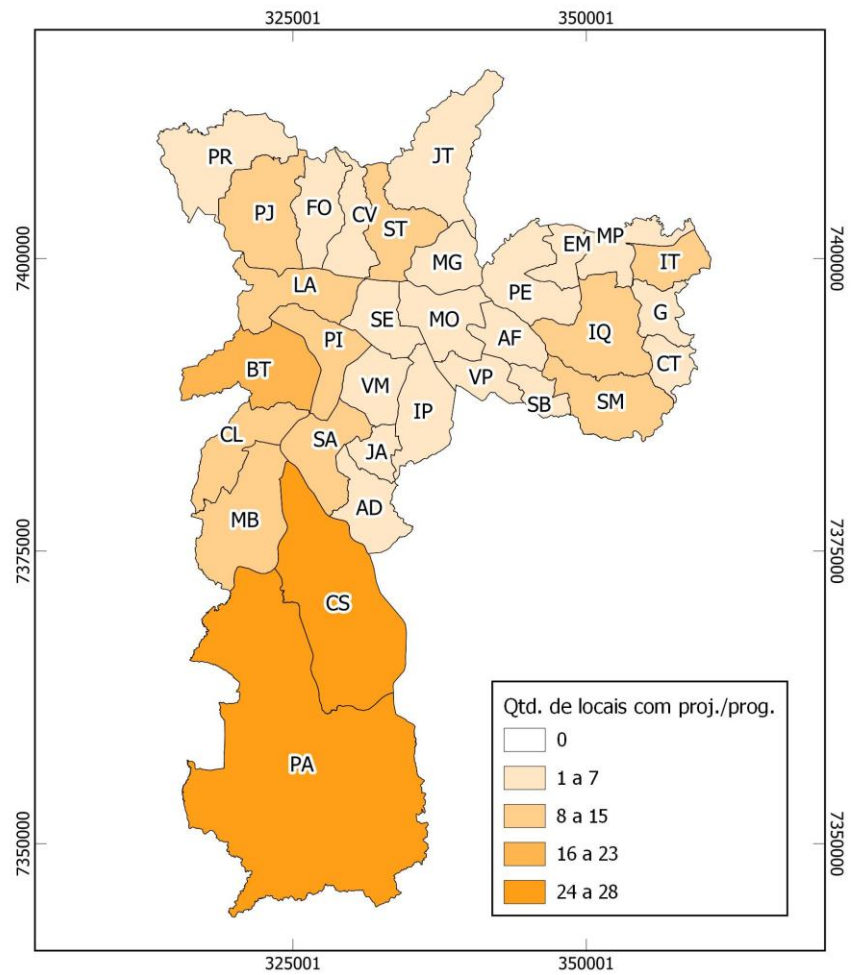 325001 350001
JT
PR
PJ FO CV ST
7400000 7400000
EM MP
MG IT
LA PE
SE MO G
PI AF IQ
BT CT
VM VP
IP SB SM
CL SA
JA
AD
MB
7375000 7375000
CS
Qtd. de locais com proj./prog.
0
PA
1 a 7
8 a 15
7350000 7350000
16 a 23
24 a 28
325001 350001